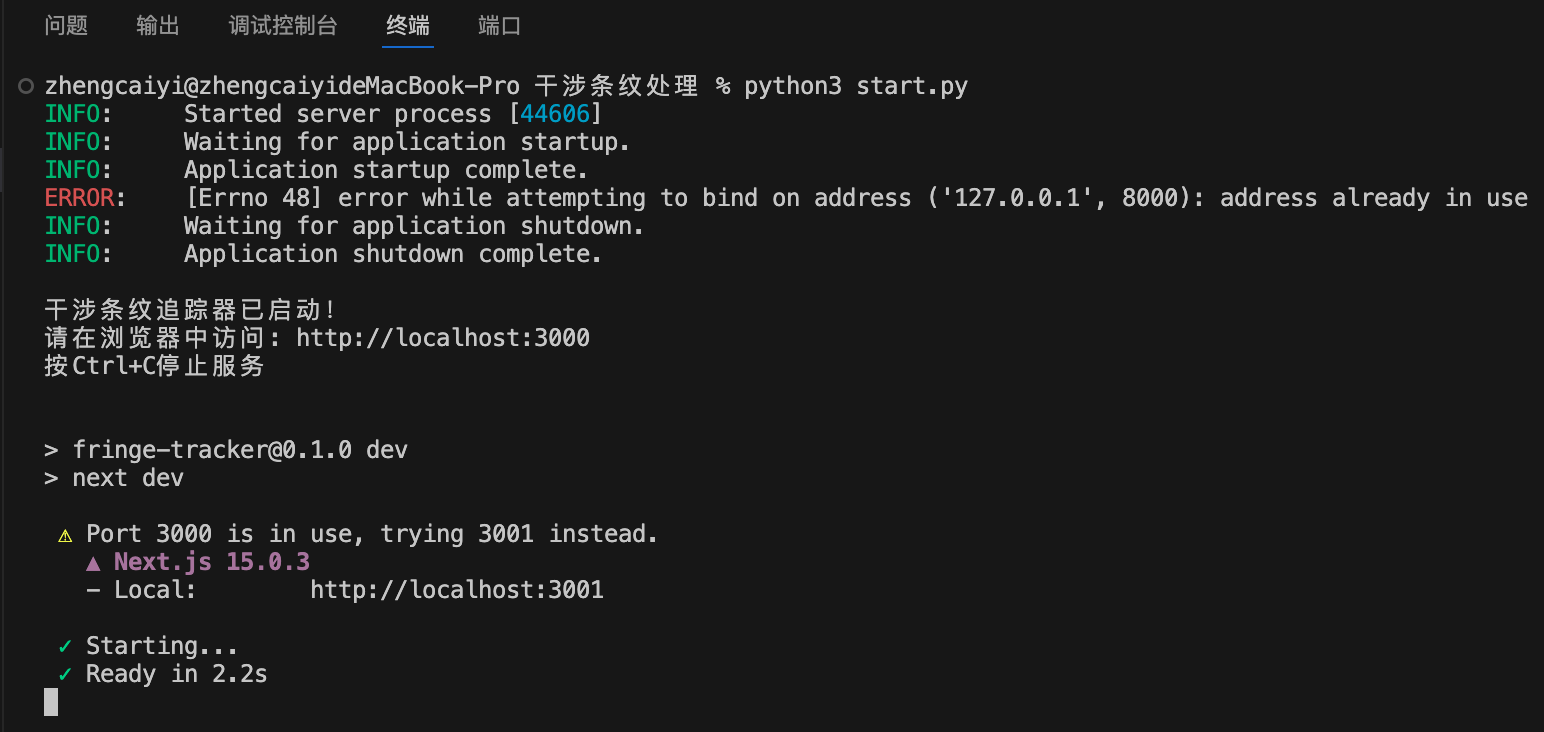 问题 输出 调试控制台 终端 端口
zhengcaiyi@zhengcaiyideMacBook-Pro 干涉条纹处理 % python3 start.py
INFO:     Started server process [44606]
INFO:     Waiting for application startup.
INFO:     Application startup complete.
ERROR:    [Errno 48] error while attempting to bind on address ('127.0.0.1', 8000): address already in use
INFO:     Waiting for application shutdown.
INFO:     Application shutdown complete.
干涉条纹追踪器已启动！
请在浏览器中访问: http://localhost:3000
按Ctrl+C停止服务
> fringe-tracker@0.1.0 dev
> next dev
⚠ Port 3000 is in use, trying 3001 instead.
▲ Next.js 15.0.3
- Local:        http://localhost:3001
✓ Starting...
✓ Ready in 2.2s